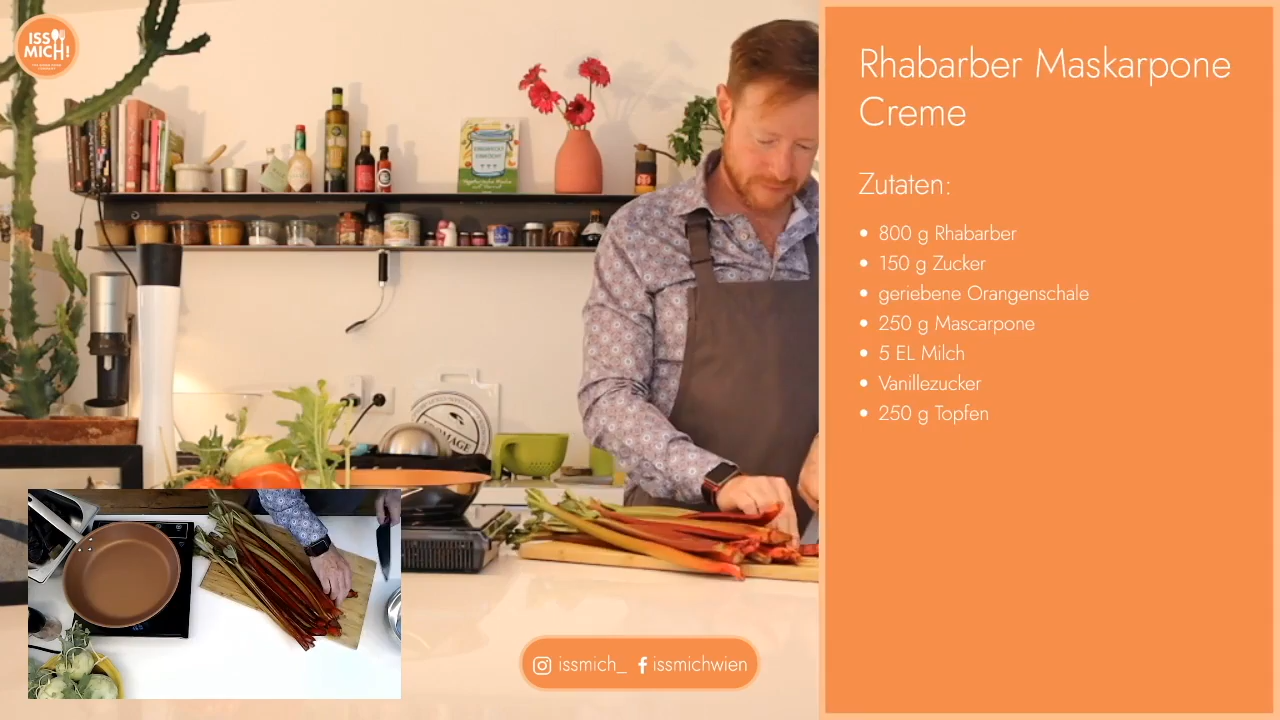 ISS
MICH!
FROMAGE
Rhabarber Maskarpone
Creme
Zutaten:
• 800 g Rhabarber
• 150 g Zucker
• geriebene Orangenschale
• 250 g Mascarpone
• 5 EL Milch
• Vanillezucker
• 250 g Topfen
issmich_ issmichwien